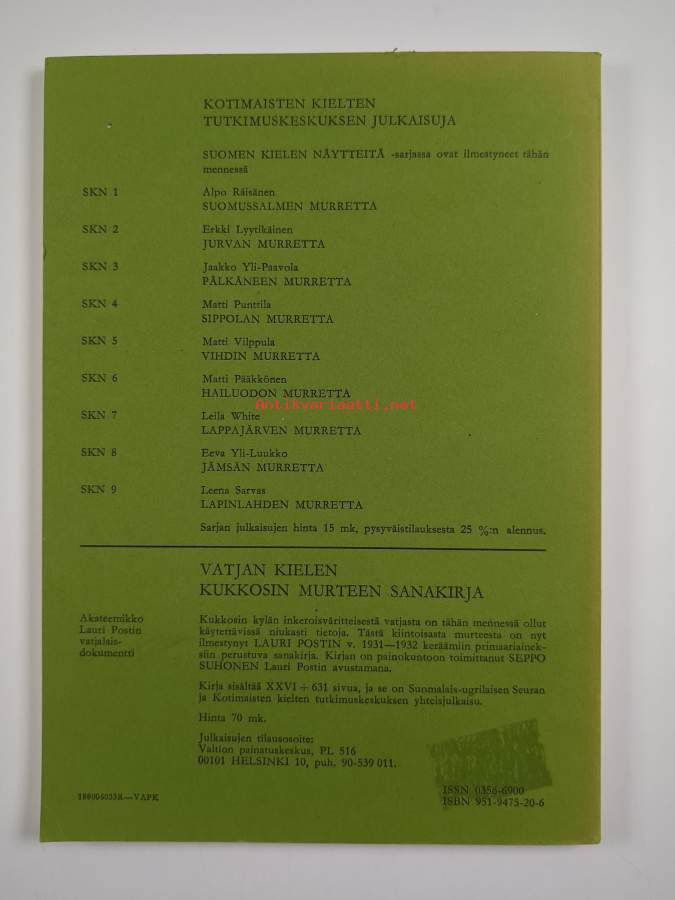 KOTIMAISTEN KIELTEN
TUTKIMUSKESKUKSEN JULKAISUJA
SUOMEN KIELEN NÄYTTEITÄ -sarjassa ovat ilmestyneet tähän
mennessä
SKN 1 Alpo Räisänen
SUOMUSSALMEN MURRETTA
SKN 2 Erkki Lyytikäinen
JURVAN MURRETTA
SKN 3 Jaakko Yli-Paavola
PÄLKÄNEEN MURRETTA
SKN 4 Matti Punttila
SIPPOLAN MURRETTA
SKN 5 Matti Vilppula
VIHDIN MURRETTA
SKN 6 Matti Pääkkönen
HAILUODON MURRETTA
Antikvariaatti.net
SKN 7 Leila White
LAPPAJÄRVEN MURRETTA
SKN 8 Eeva Yli-Luukko
JÄMSÄN MURRETTA
SKN 9 Leena Sarvas
LAPINLAHDEN MURRETTA
Sarjan julkaisujen hinta 15 mk, pysyväistilauksesta 25 %:n alennus.
VATJAN KIELEN
KUKKOSIN MURTEEN SANAKIRJA
Akateemikko
Lauri Postin
vatjalais-
dokumentti
Kukkosin kylän inkeroisväritteisestä vatjasta on tähän mennessä ollut
käytettävissä niukasti tietoja. Tästä kiintoisasta murteesta on nyt
ilmestynyt LAURI POSTIN v. 1931—1932 keräämiin primaariainek-
siin perustuva sanakirja. Kirjan on painokuntoon toimittanut SEPPO
SUHONEN Lauri Postin avustamana.
Kirja sisältää XXVI + 631 sivua, ja se on Suomalais-ugrilaisen Seuran
ja Kotimaisten kielten tutkimuskeskuksen yhteisjulkaisu.
Hinta 70 mk.
Julkaisujen tilausosoite:
Valtion painatuskeskus, PL 516
00101 HELSINKI 10, puh. 90-539 011.
188006033R—VAPK
ISSN 0356-6900
ISBN 951-9475-20-6